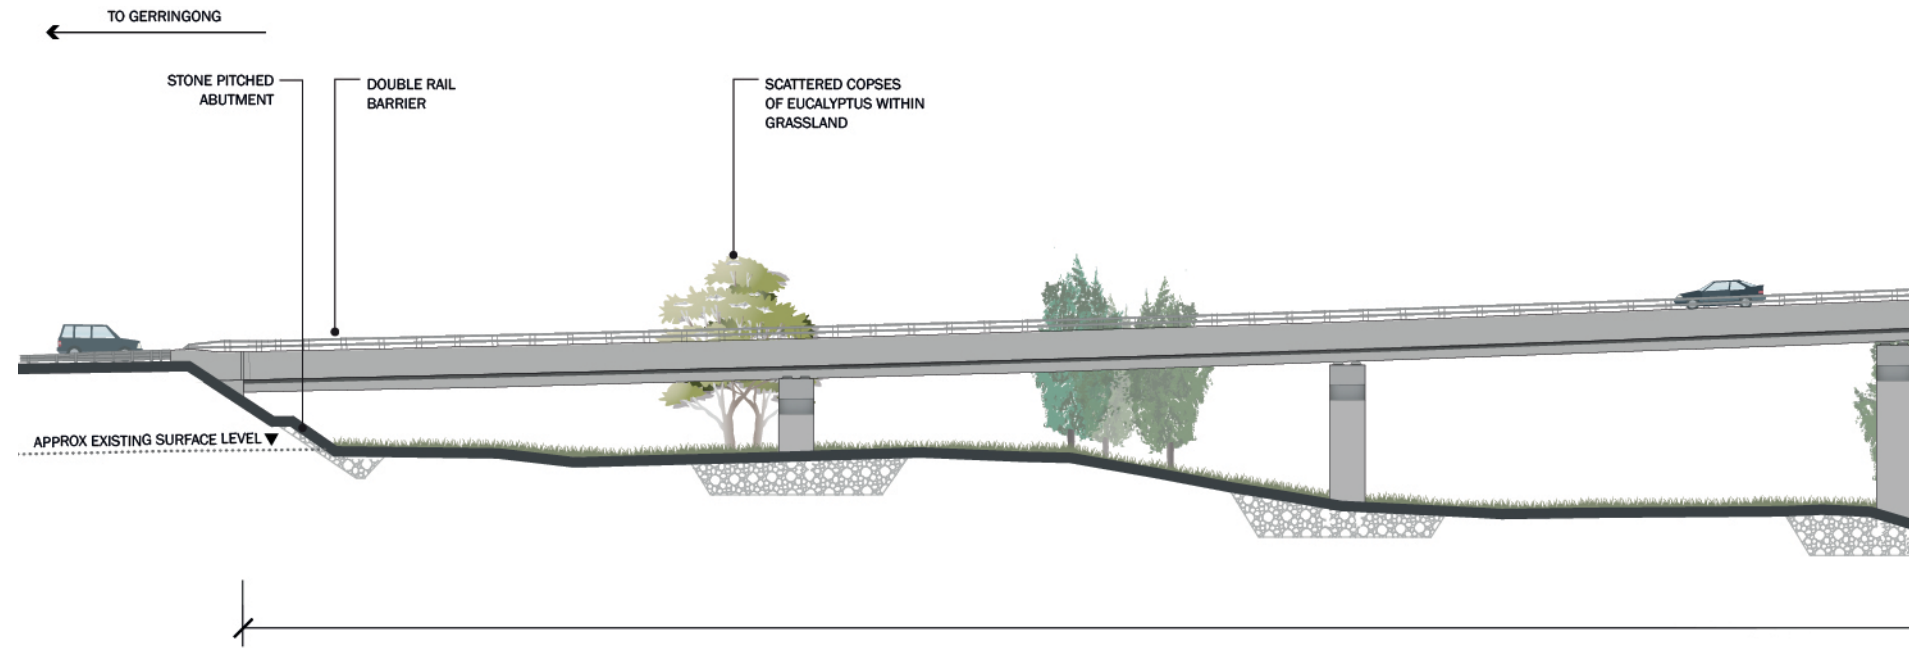 TO GERRINGONG
STONE PITCHED
ABUTMENT
DOUBLE RAIL
BARRIER
SCATTERED COPSES
OF EUCALYPTUS WITHIN
GRASSLAND
APPROX EXISTING SURFACE LEVEL